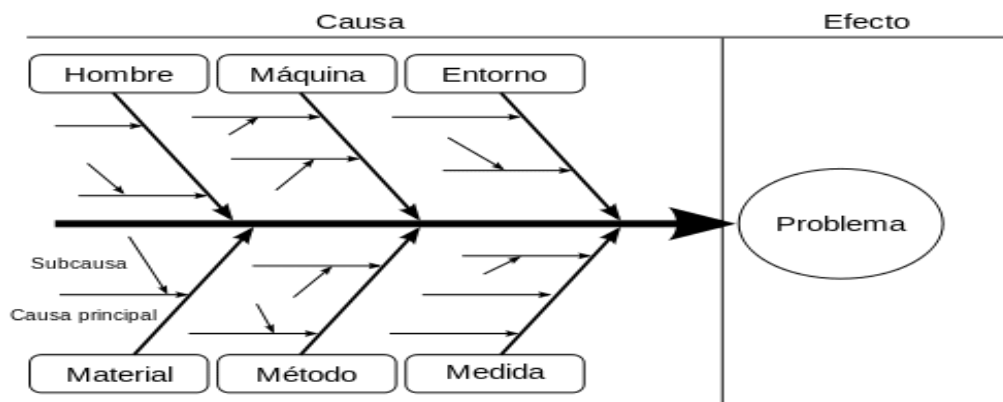 Causa
Efecto
Hombre
Máquina
Entorno
Problema
Subcausa
Causa principal
Material
Método
Medida